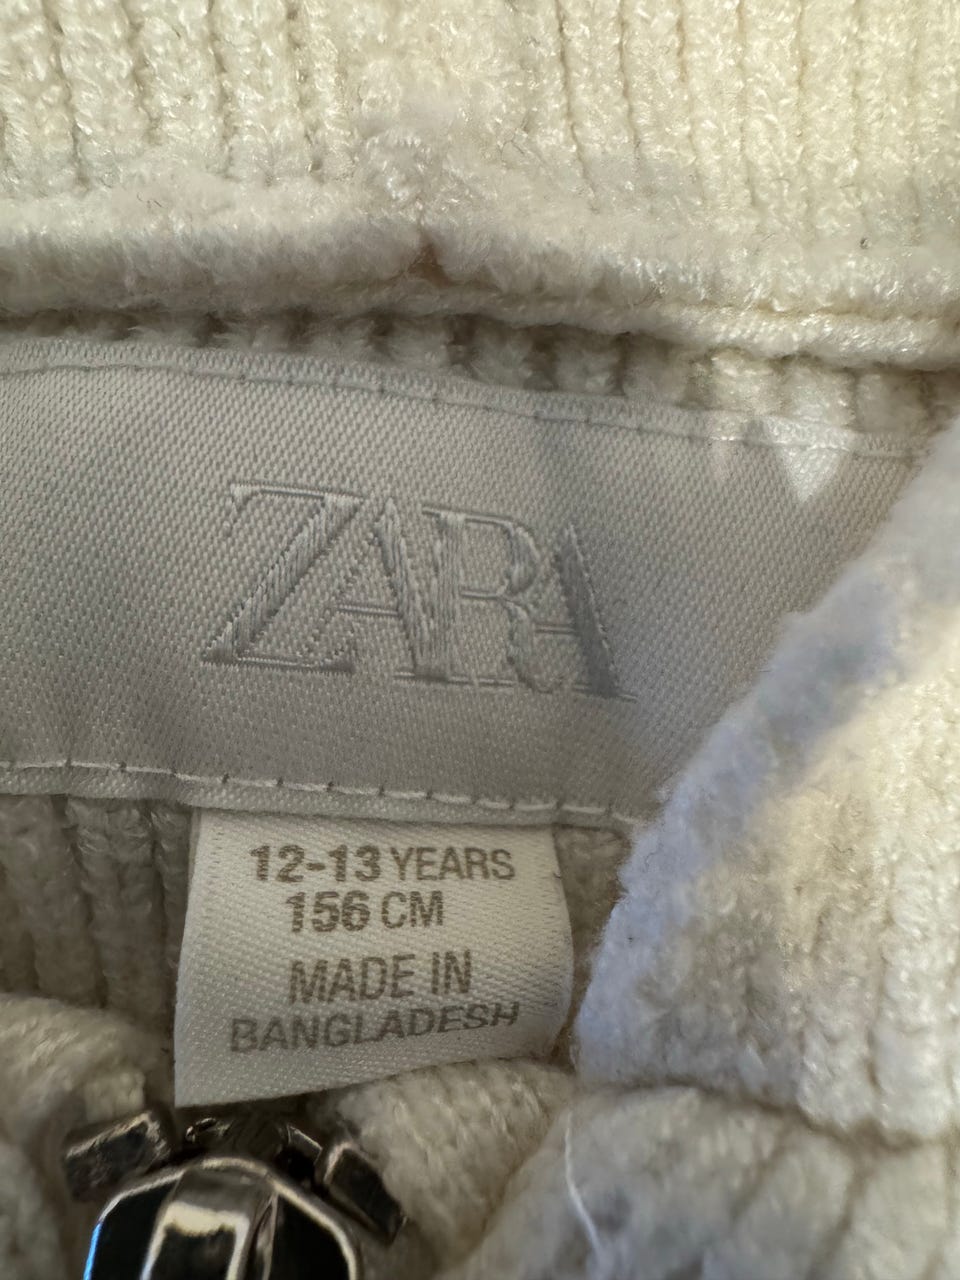 ZARA
12-13 YEARS
156 CM
MADE IN
BANGLADESH